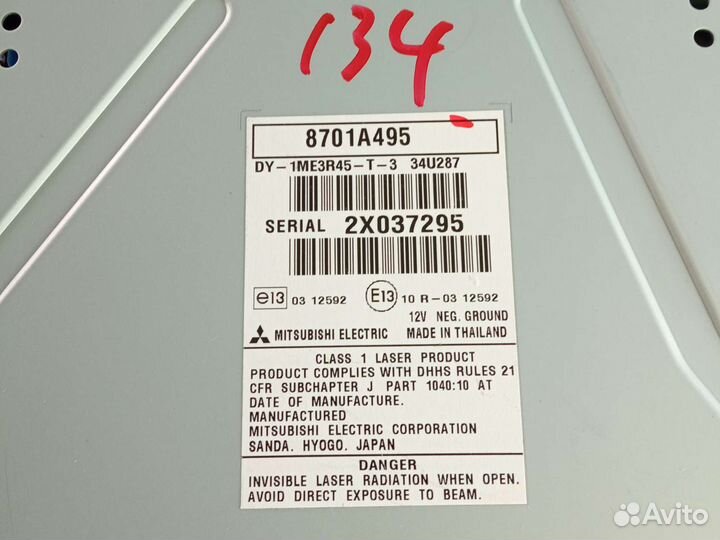 134
8701A495
DY-1ME3R45-T-3 34U287
SERIAL 2X037295
e13 03 12592 E13 10 R-03 12592
12V NEG. GROUND
MITSUBISHI ELECTRIC MADE IN THAILAND
CLASS 1 LASER PRODUCT
PRODUCT COMPLIES WITH DHHS RULES 21
CFR SUBCHAPTER J PART 1040:10 AT
DATE OF MANUFACTURE.
MANUFACTURED
MITSUBISHI ELECTRIC CORPORATION
SANDA. HYOGO. JAPAN
DANGER
INVISIBLE LASER RADIATION WHEN OPEN.
AVOID DIRECT EXPOSURE TO BEAM.
Avito